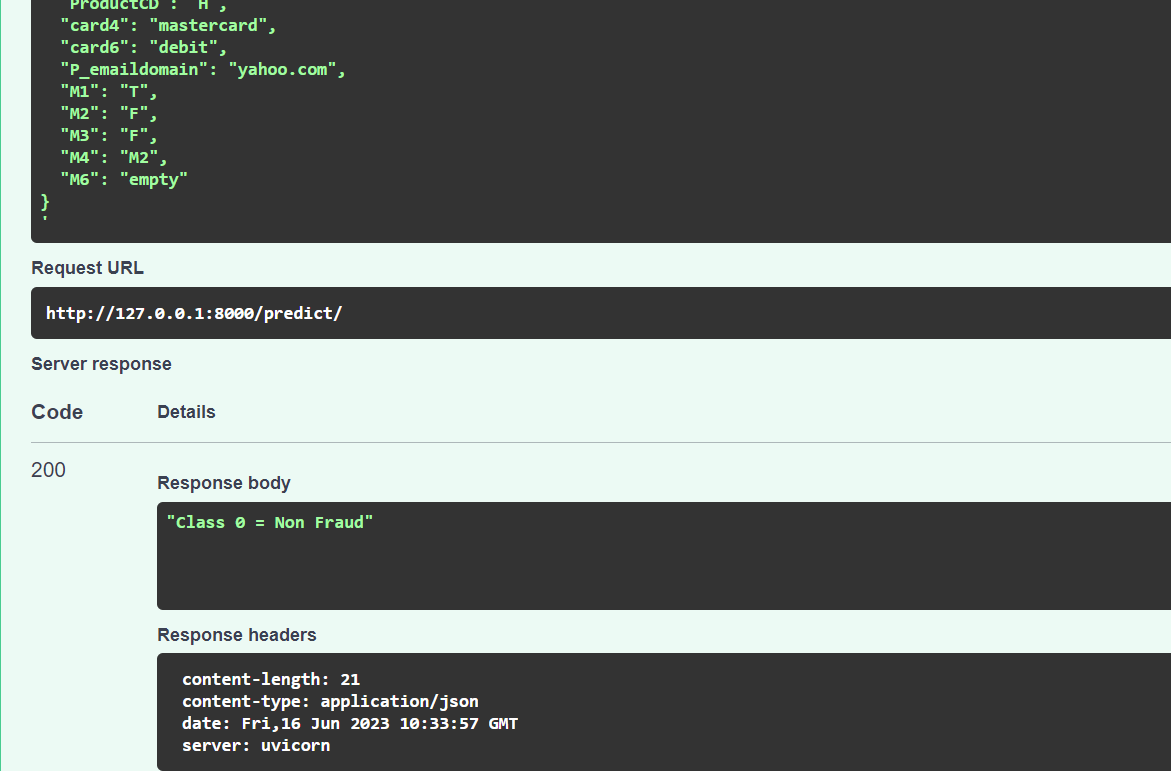 "ProductCD": "H",
"card4": "mastercard",
"card6": "debit",
"P_emaildomain": "yahoo.com",
"M1": "T",
"M2": "F",
"M3": "F",
"M4": "M2",
"M6": "empty"
}
'
Request URL
http://127.0.0.1:8000/predict/
Server response
Code Details
200
Response body
"Class 0 = Non Fraud"
Response headers
content-length: 21
content-type: application/json
date: Fri,16 Jun 2023 10:33:57 GMT
server: uvicorn